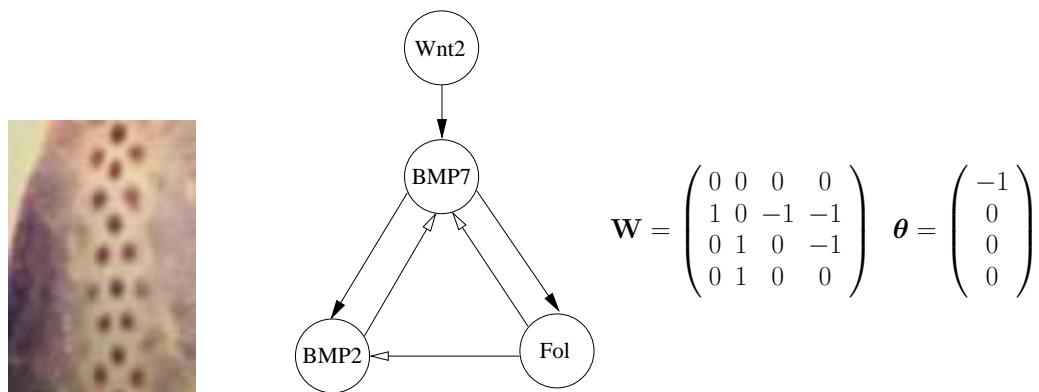 Wnt2
BMP7
BMP2
Fol
W =
0 0 0 0
1 0 −1 −1
0 1 0 −1
0 1 0 0
θ =
−1
0
0
0